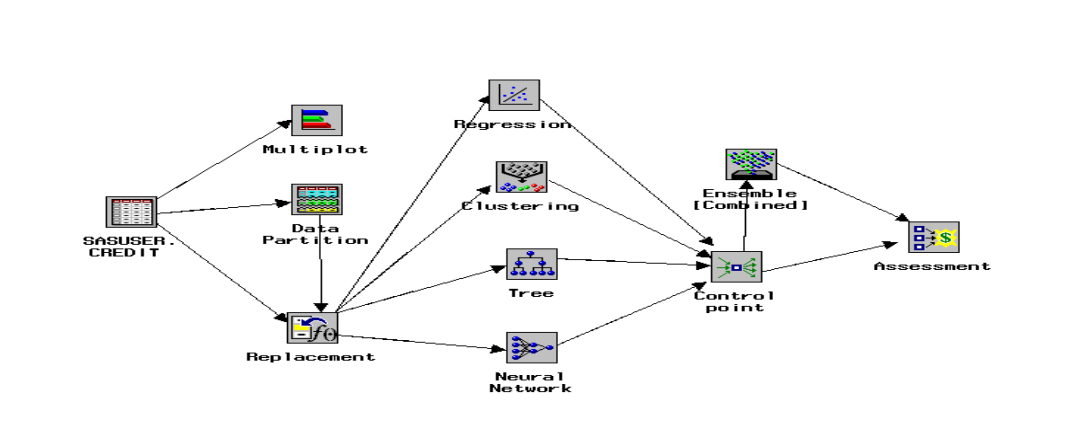 Regression
Multiplot
Clustering
Ensemble
[Combined]
Data
Partition
SASUSER.
CREDIT
Assessment
Tree
Control
point
f()
Replacement
Neural
Network
$